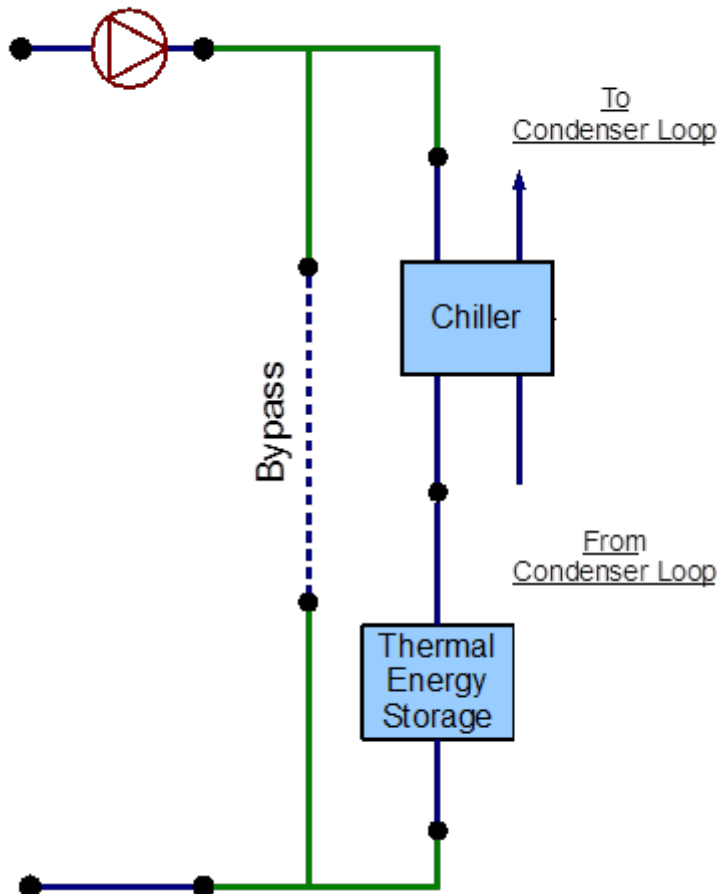 To
Condenser Loop
Chiller
Bypass
From
Condenser Loop
Thermal
Energy
Storage